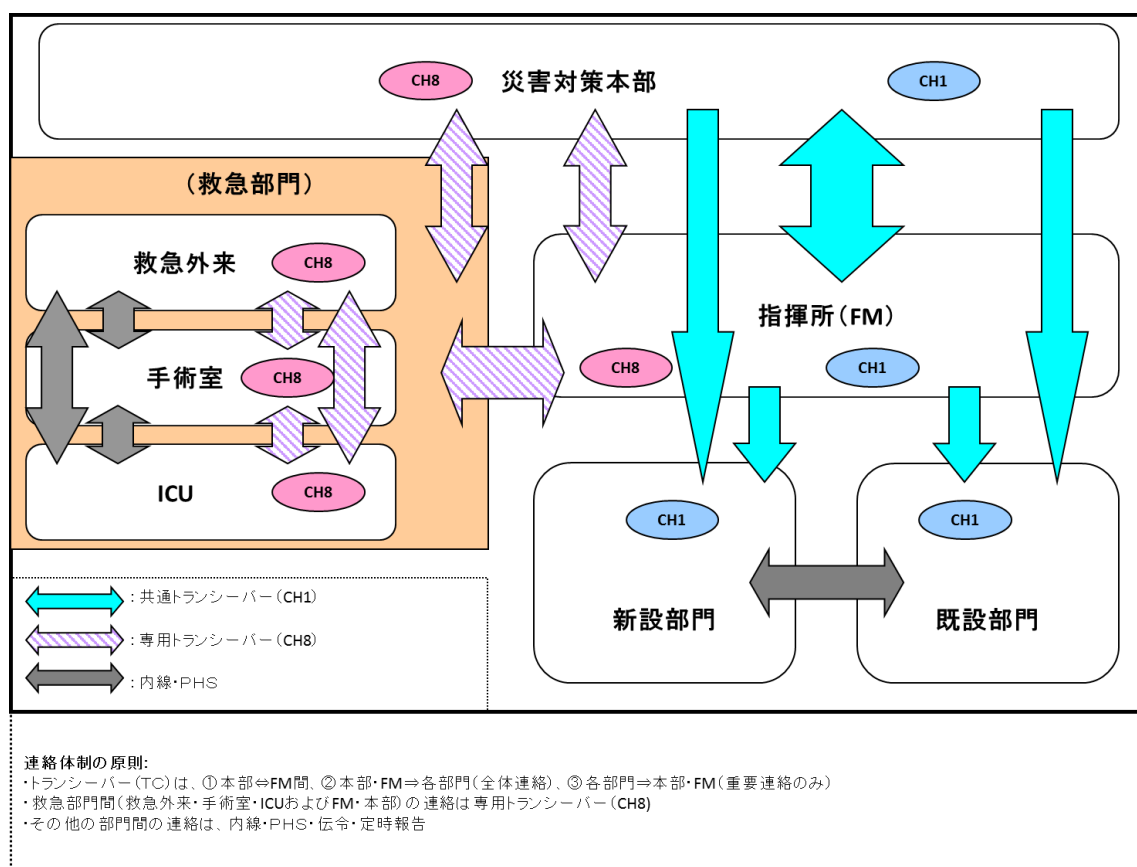 CH8
災害対策本部
CH1
(救急部門)
救急外来
CH8
手術室
CH8
ICU
CH8
指揮所(FM)
CH8
CH1
CH1
新設部門
CH1
既設部門
:共通トランシーバー(CH1)
:専用トランシーバー(CH8)
:内線・PHS
連絡体制の原則:
・トランシーバー(TC)は、①本部⇔FM間、②本部・FM⇒各部門(全体連絡)、③各部門⇒本部・FM(重要連絡のみ)
・救急部門間(救急外来・手術室・ICUおよびFM・本部)の連絡は専用トランシーバー(CH8)
・その他の部門間の連絡は、内線・PHS・伝令・定時報告